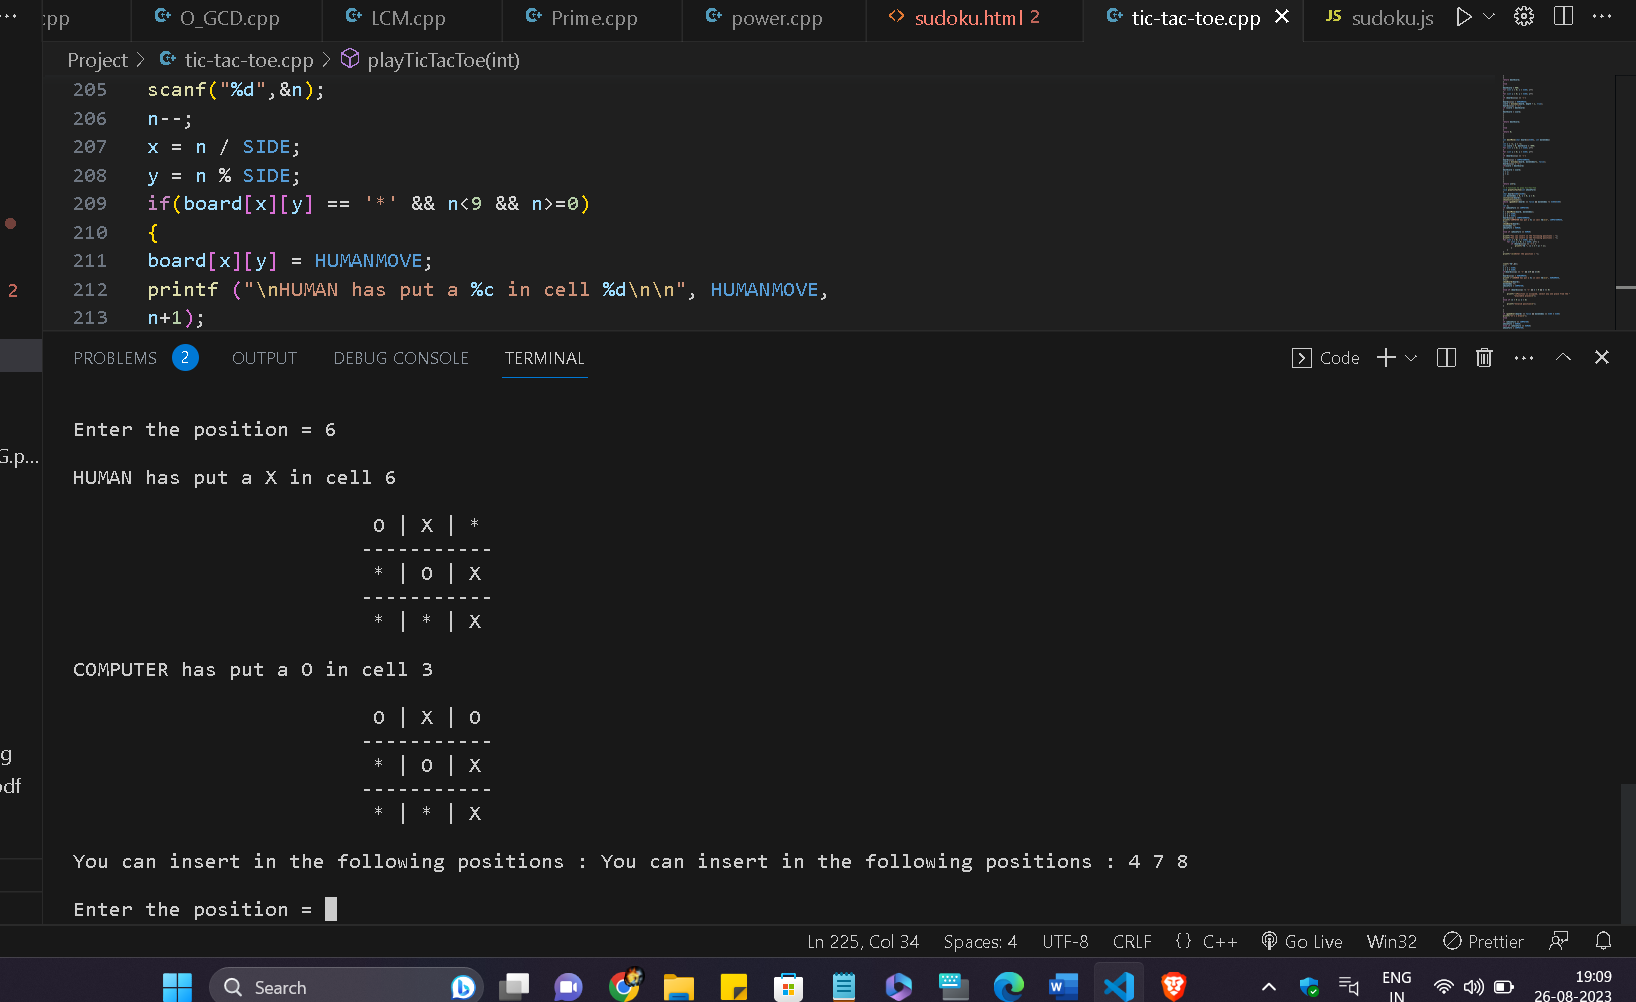 ··· :pp O_GCD.cpp LCM.cpp Prime.cpp power.cpp <> sudoku.html 2 tic-tac-toe.cpp JS sudoku.js ···
Project > tic-tac-toe.cpp > playTicTacToe(int)
205 scanf("%d",&n);
206 n--;
207 x = n / SIDE;
208 y = n % SIDE;
209 if(board[x][y] == '*' && n<9 && n>=0)
210 {
211 board[x][y] = HUMANMOVE;
2 212 printf ("\nHUMAN has put a %c in cell %d\n\n", HUMANMOVE,
213 n+1);
PROBLEMS 2 OUTPUT DEBUG CONSOLE TERMINAL Code ···
Enter the position = 6
G.p...
HUMAN has put a X in cell 6
O | X | *
-----------
* | O | X
-----------
* | * | X
COMPUTER has put a O in cell 3
O | X | O
-----------
g
* | O | X
odf
-----------
* | * | X
You can insert in the following positions : You can insert in the following positions : 4 7 8
Enter the position =
Ln 225, Col 34 Spaces: 4 UTF-8 CRLF {} C++ Go Live Win32 Prettier
Search ENG 19:09
IN 26-08-2023